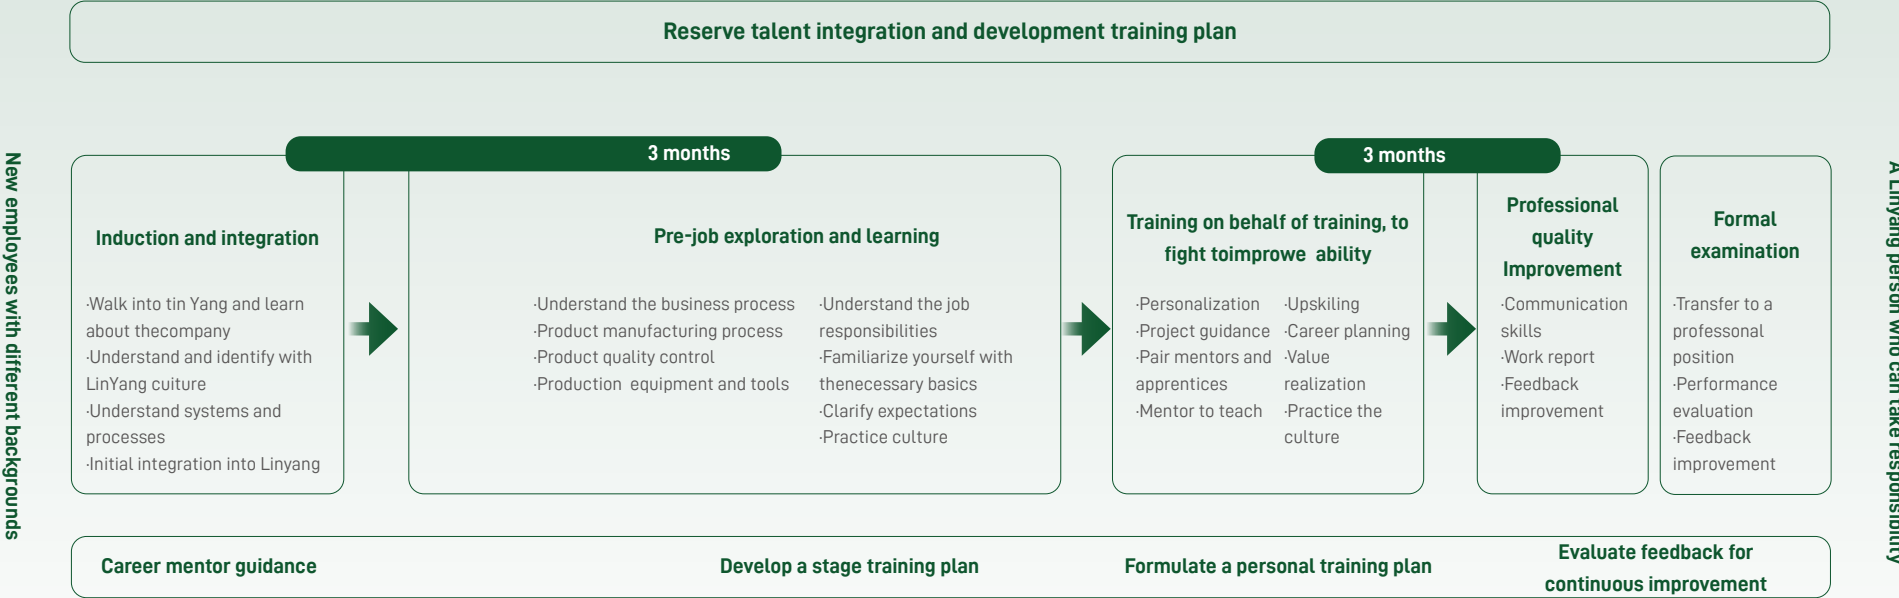 Reserve talent integration and development training plan
New employees with different backgrounds
3 months
Induction and integration
·Walk into tin Yang and learn
about thecompany
·Understand and identify with
LinYang cuiture
·Understand systems and
processes
·Initial integration into Linyang
Pre-job exploration and learning
·Understand the business process
·Product manufacturing process
·Product quality control
·Production  equipment and tools
·Understand the job
responsibilities
·Familiarize yourself with
thenecessary basics
·Clarify expectations
·Practice culture
3 months
Training on behalf of training, to
fight toimprowe  ability
·Personalization
·Project guidance
·Pair mentors and
apprentices
·Mentor to teach
·Upskiling
·Career planning
·Value
realization
·Practice the
culture
Professional
quality
Improvement
·Communication
skills
·Work report
·Feedback
improvement
Formal
examination
·Transfer to a
professonal
position
·Performance
evaluation
·Feedback
improvement
A Linyang person who can take responsibility
Career mentor guidance
Develop a stage training plan
Formulate a personal training plan
Evaluate feedback for
continuous improvement